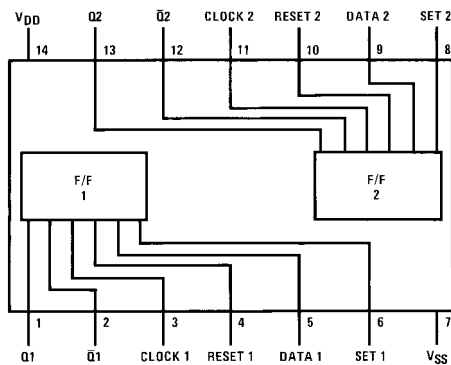 VDD Q2 Q̅2 CLOCK 2 RESET 2 DATA 2 SET 2
14 13 12 11 10 9 8
F/F
1
F/F
2
1 2 3 4 5 6 7
Q1 Q̅1 CLOCK 1 RESET 1 DATA 1 SET 1 VSS